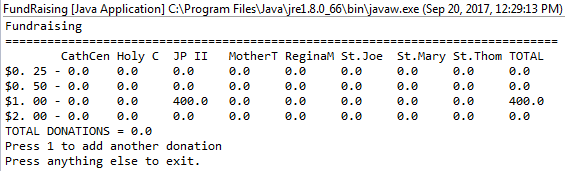 FundRaising [Java Application] C:\Program Files\Java\jre1.8.0_66\bin\javaw.exe (Sep 20, 2017, 12:29:13 PM)
Fundraising
==================================================================================
CathCen Holy C JP II MotherT ReginaM St.Joe St.Mary St.Thom TOTAL
$0. 25 - 0.0 0.0 0.0 0.0 0.0 0.0 0.0 0.0 0.0
$0. 50 - 0.0 0.0 0.0 0.0 0.0 0.0 0.0 0.0 0.0
$1. 00 - 0.0 0.0 400.0 0.0 0.0 0.0 0.0 0.0 400.0
$2. 00 - 0.0 0.0 0.0 0.0 0.0 0.0 0.0 0.0 0.0
TOTAL DONATIONS = 0.0
Press 1 to add another donation
Press anything else to exit.